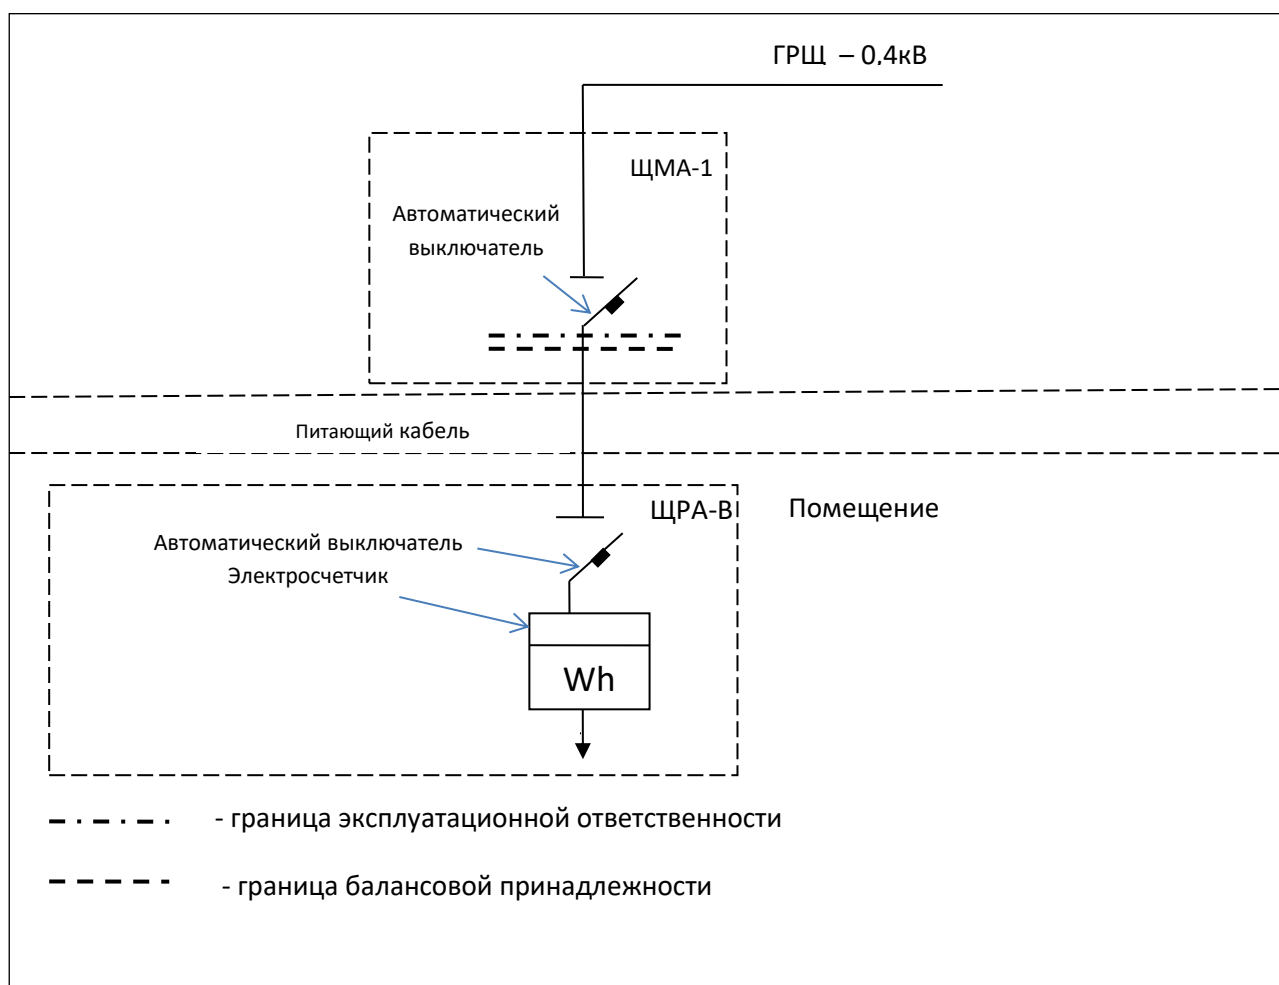 ГРЩ – 0,4кВ
ЩМА-1
Автоматический
выключатель
Питающий кабель
ЩРА-В
Помещение
Автоматический выключатель
Электросчетчик
Wh
- граница эксплуатационной ответственности
- граница балансовой принадлежности